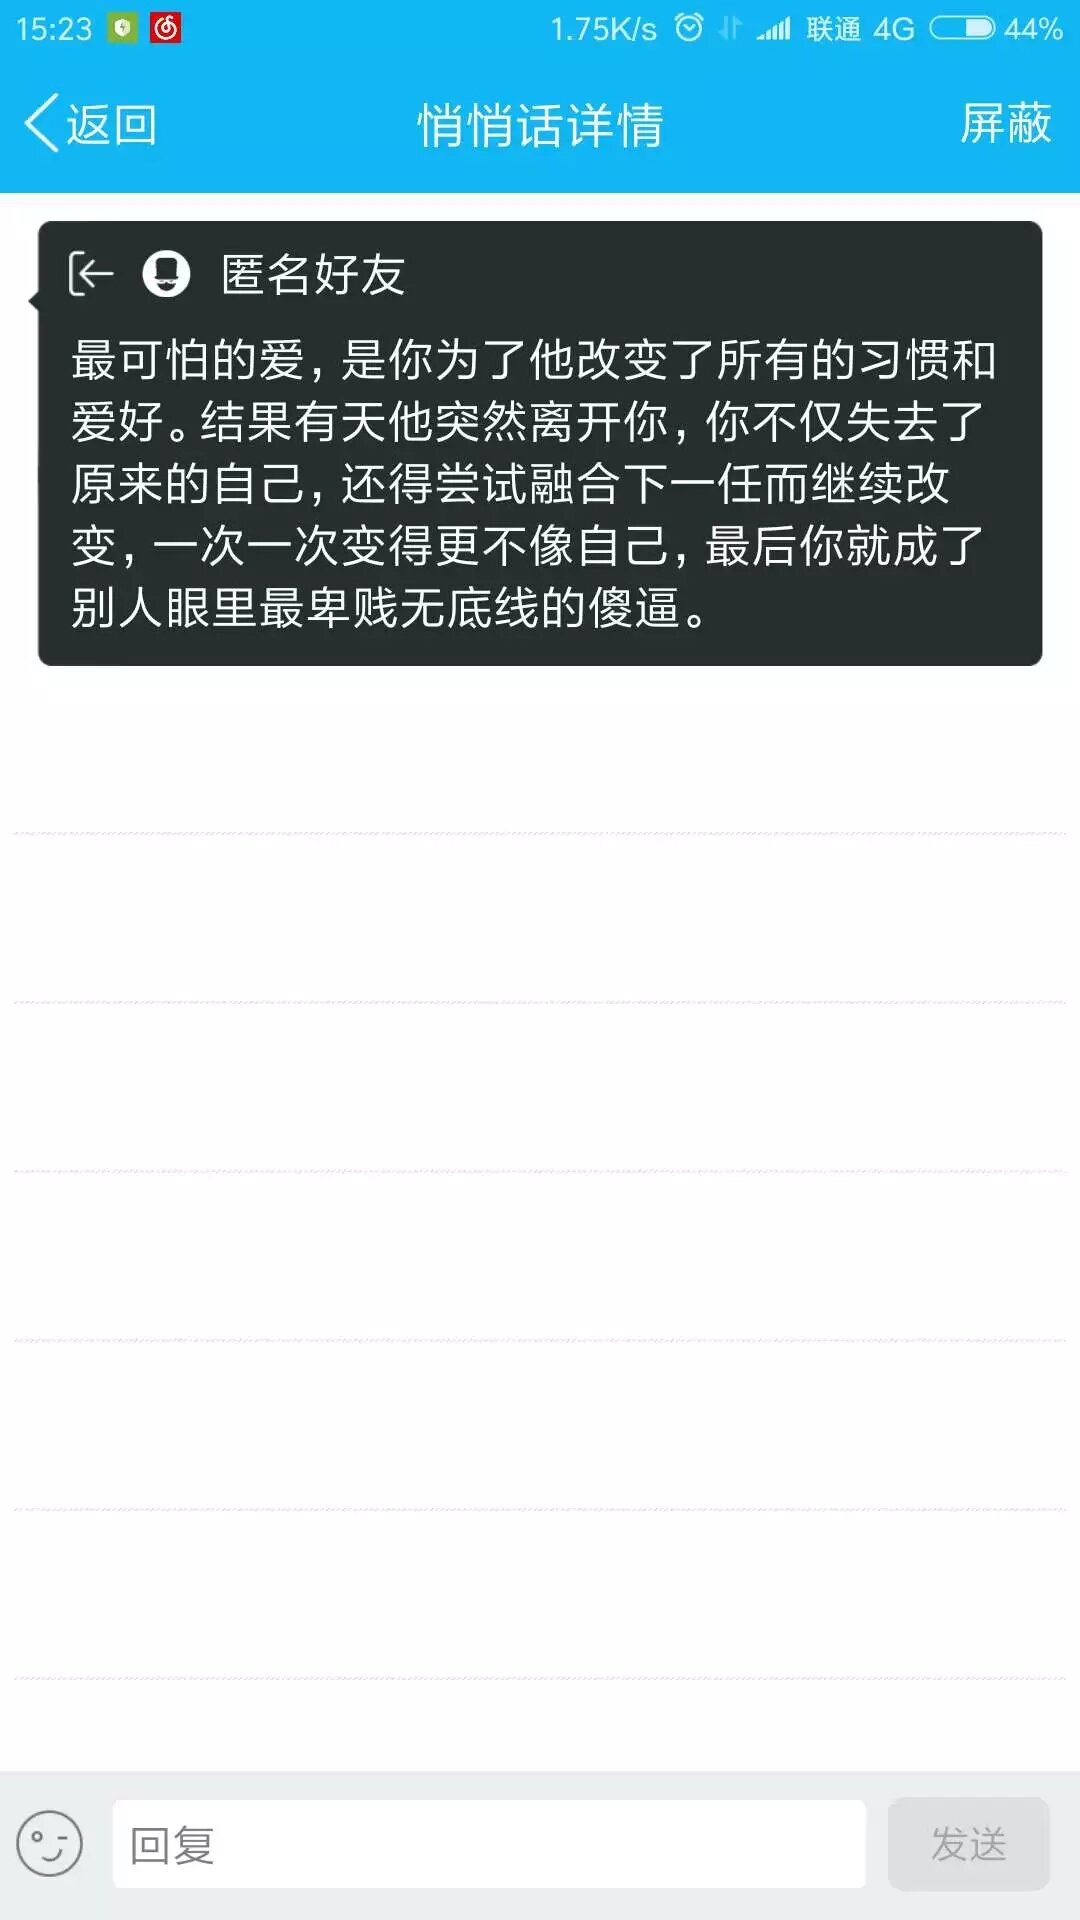 15:23 1.75K/s 联通 4G 44%
返回 悄悄话详情 屏蔽
匿名好友
最可怕的爱，是你为了他改变了所有的习惯和
爱好。结果有天他突然离开你，你不仅失去了
原来的自己，还得尝试融合下一任而继续改
变，一次一次变得更不像自己，最后你就成了
别人眼里最卑贱无底线的傻逼。
回复 发送